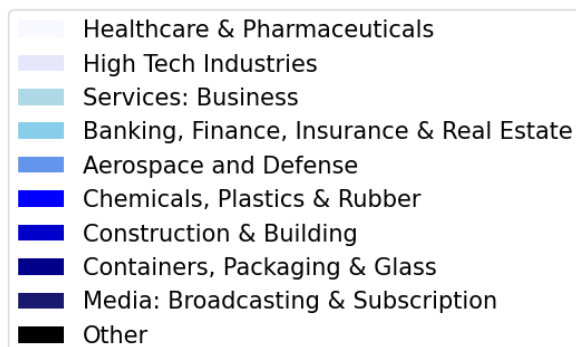 Healthcare & Pharmaceuticals
High Tech Industries
Services: Business
Banking, Finance, Insurance & Real Estate
Aerospace and Defense
Chemicals, Plastics & Rubber
Construction & Building
Containers, Packaging & Glass
Media: Broadcasting & Subscription
Other